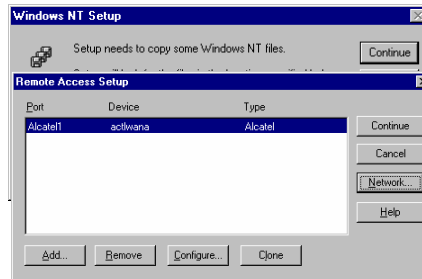 Windows NT Setup
Setup needs to copy some Windows NT files.
Continue
Remote Access Setup
Port Device Type
Alcatel1 actlwana Alcatel
Continue
Cancel
Network...
Help
Add... Remove Configure... Clone